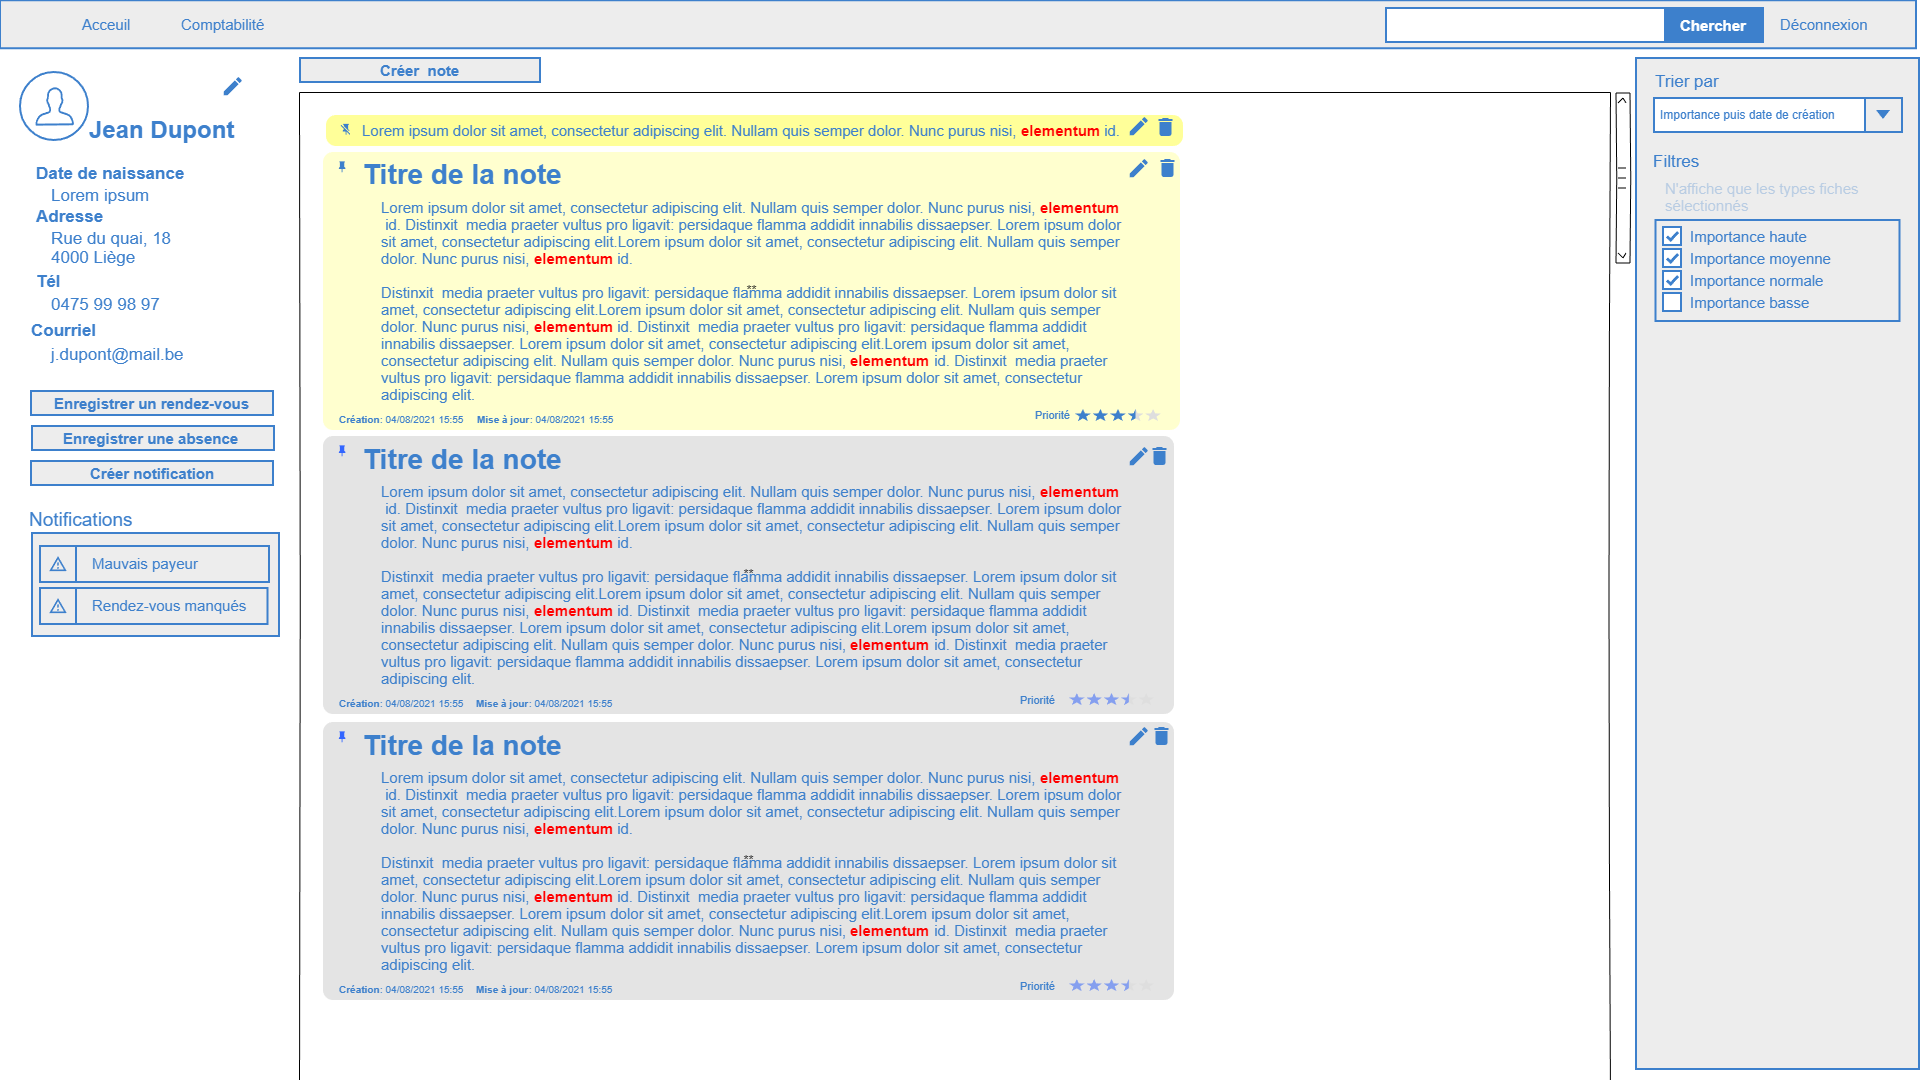 Acceuil
Comptabilité
Chercher
Déconnexion
Jean Dupont
Date de naissance
Lorem ipsum
Adresse
Rue du quai, 18
4000 Liège
Tél
0475 99 98 97
Courriel
j.dupont@mail.be
Enregistrer un rendez-vous
Enregistrer une absence
Créer notification
Notifications
Mauvais payeur
Rendez-vous manqués
Créer note
Lorem ipsum dolor sit amet, consectetur adipiscing elit. Nullam quis semper dolor. Nunc purus nisi, elementum id.
Titre de la note
Lorem ipsum dolor sit amet, consectetur adipiscing elit. Nullam quis semper dolor. Nunc purus nisi, elementum
id. Distinxit media praeter vultus pro ligavit: persidaque flamma addidit innabilis dissaepser. Lorem ipsum dolor
sit amet, consectetur adipiscing elit.Lorem ipsum dolor sit amet, consectetur adipiscing elit. Nullam quis semper
dolor. Nunc purus nisi, elementum id.
Distinxit media praeter vultus pro ligavit: persidaque flamma addidit innabilis dissaepser. Lorem ipsum dolor sit
amet, consectetur adipiscing elit.Lorem ipsum dolor sit amet, consectetur adipiscing elit. Nullam quis semper
dolor. Nunc purus nisi, elementum id. Distinxit media praeter vultus pro ligavit: persidaque flamma addidit
innabilis dissaepser. Lorem ipsum dolor sit amet, consectetur adipiscing elit.Lorem ipsum dolor sit amet,
consectetur adipiscing elit. Nullam quis semper dolor. Nunc purus nisi, elementum id. Distinxit media praeter
vultus pro ligavit: persidaque flamma addidit innabilis dissaepser. Lorem ipsum dolor sit amet, consectetur
adipiscing elit.
Création: 04/08/2021 15:55 Mise à jour: 04/08/2021 15:55
Priorité
Titre de la note
Lorem ipsum dolor sit amet, consectetur adipiscing elit. Nullam quis semper dolor. Nunc purus nisi, elementum
id. Distinxit media praeter vultus pro ligavit: persidaque flamma addidit innabilis dissaepser. Lorem ipsum dolor
sit amet, consectetur adipiscing elit.Lorem ipsum dolor sit amet, consectetur adipiscing elit. Nullam quis semper
dolor. Nunc purus nisi, elementum id.
Distinxit media praeter vultus pro ligavit: persidaque flamma addidit innabilis dissaepser. Lorem ipsum dolor sit
amet, consectetur adipiscing elit.Lorem ipsum dolor sit amet, consectetur adipiscing elit. Nullam quis semper
dolor. Nunc purus nisi, elementum id. Distinxit media praeter vultus pro ligavit: persidaque flamma addidit
innabilis dissaepser. Lorem ipsum dolor sit amet, consectetur adipiscing elit.Lorem ipsum dolor sit amet,
consectetur adipiscing elit. Nullam quis semper dolor. Nunc purus nisi, elementum id. Distinxit media praeter
vultus pro ligavit: persidaque flamma addidit innabilis dissaepser. Lorem ipsum dolor sit amet, consectetur
adipiscing elit.
Création: 04/08/2021 15:55 Mise à jour: 04/08/2021 15:55
Priorité
Titre de la note
Lorem ipsum dolor sit amet, consectetur adipiscing elit. Nullam quis semper dolor. Nunc purus nisi, elementum
id. Distinxit media praeter vultus pro ligavit: persidaque flamma addidit innabilis dissaepser. Lorem ipsum dolor
sit amet, consectetur adipiscing elit.Lorem ipsum dolor sit amet, consectetur adipiscing elit. Nullam quis semper
dolor. Nunc purus nisi, elementum id.
Distinxit media praeter vultus pro ligavit: persidaque flamma addidit innabilis dissaepser. Lorem ipsum dolor sit
amet, consectetur adipiscing elit.Lorem ipsum dolor sit amet, consectetur adipiscing elit. Nullam quis semper
dolor. Nunc purus nisi, elementum id. Distinxit media praeter vultus pro ligavit: persidaque flamma addidit
innabilis dissaepser. Lorem ipsum dolor sit amet, consectetur adipiscing elit.Lorem ipsum dolor sit amet,
consectetur adipiscing elit. Nullam quis semper dolor. Nunc purus nisi, elementum id. Distinxit media praeter
vultus pro ligavit: persidaque flamma addidit innabilis dissaepser. Lorem ipsum dolor sit amet, consectetur
adipiscing elit.
Création: 04/08/2021 15:55 Mise à jour: 04/08/2021 15:55
Priorité
Trier par
Importance puis date de création
Filtres
N'affiche que les types fiches
sélectionnés
Importance haute
Importance moyenne
Importance normale
Importance basse